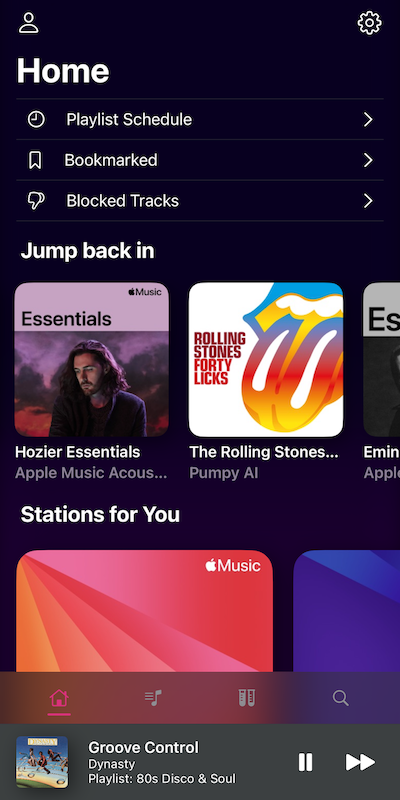 Home
Playlist Schedule
Bookmarked
Blocked Tracks
Jump back in
Music
Essentials
ROLLING
STONES
FORTY
LICKS
Es
Hozier Essentials
Apple Music Acous...
The Rolling Stones...
Pumpy AI
Emin
Apple
Stations for You
Music
Groove Control
Dynasty
Playlist: 80s Disco & Soul